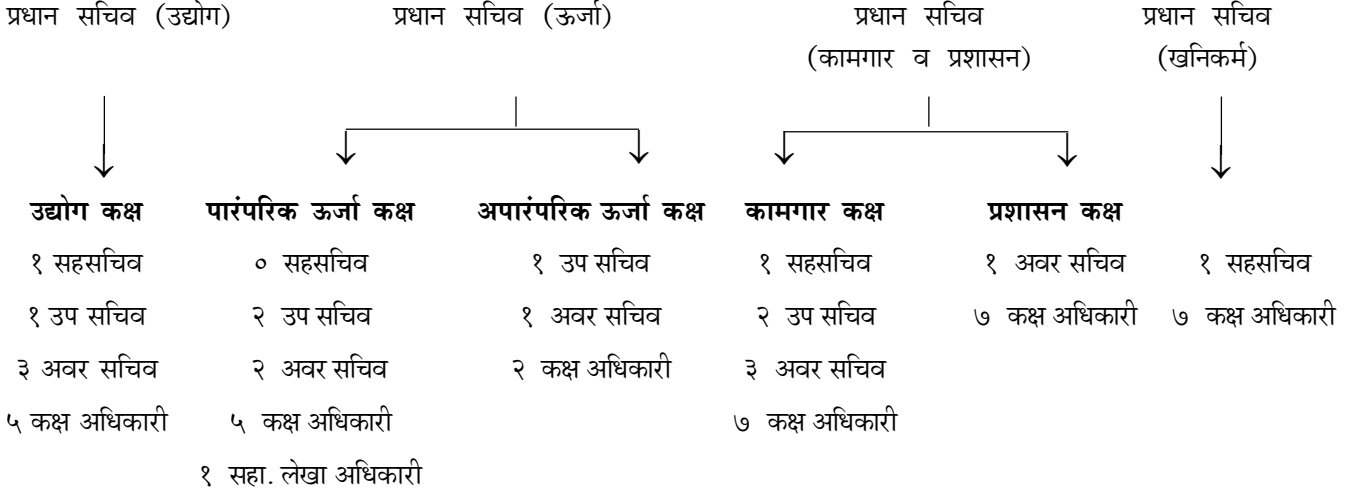 प्रधान सचिव (उद्योग) प्रधान सचिव (ऊर्जा) प्रधान सचिव प्रधान सचिव
(कामगार व प्रशासन) (खनिकर्म)
उद्योग कक्ष पारंपरिक ऊर्जा कक्ष अपारंपरिक ऊर्जा कक्ष कामगार कक्ष प्रशासन कक्ष
१ सहसचिव ० सहसचिव १ उप सचिव १ सहसचिव १ अवर सचिव १ सहसचिव
१ उप सचिव २ उप सचिव १ अवर सचिव २ उप सचिव ७ कक्ष अधिकारी ७ कक्ष अधिकारी
३ अवर सचिव २ अवर सचिव २ कक्ष अधिकारी ३ अवर सचिव
५ कक्ष अधिकारी ५ कक्ष अधिकारी ७ कक्ष अधिकारी
१ सहा. लेखा अधिकारी